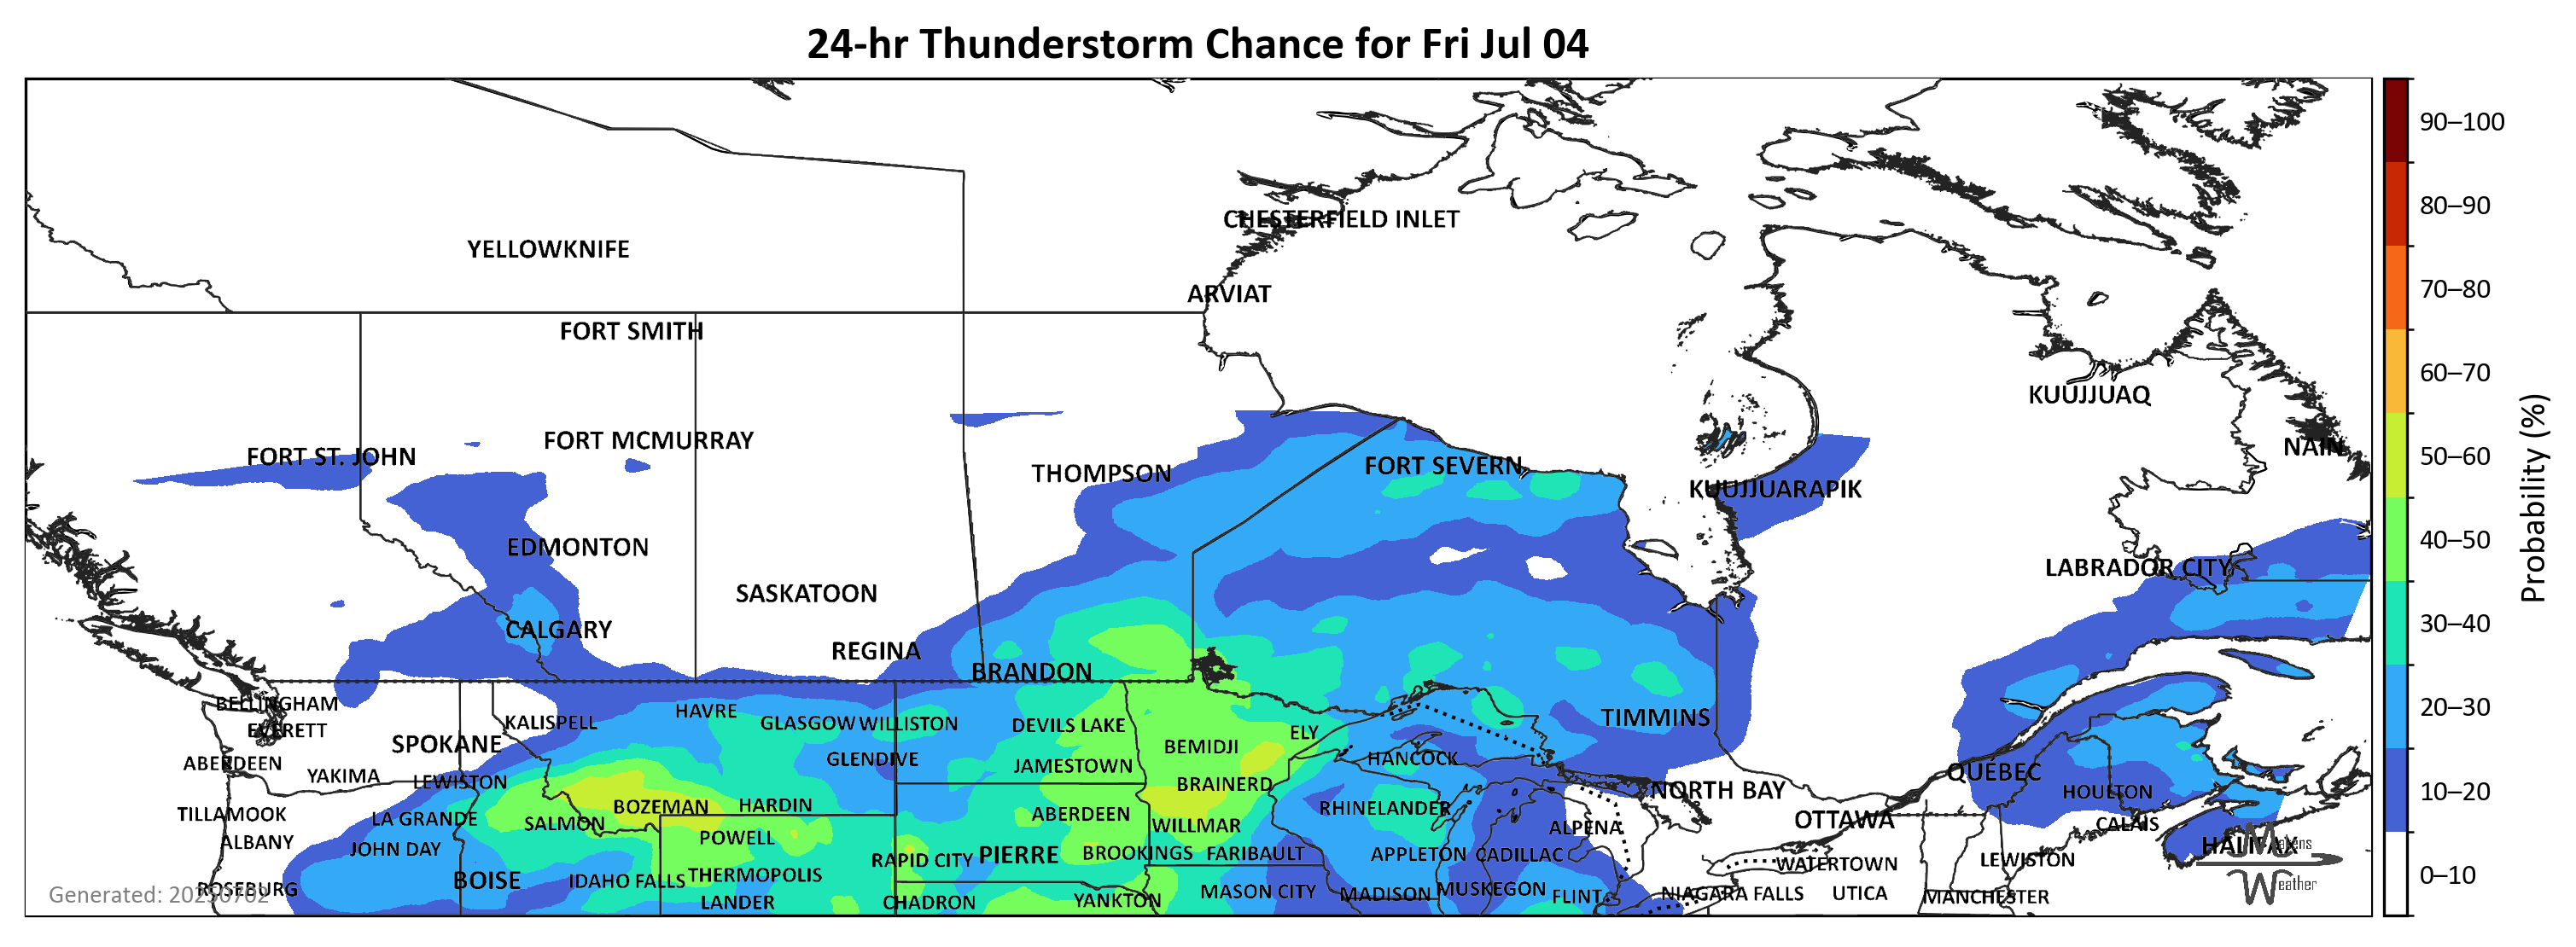 24-hr Thunderstorm Chance for Fri Jul 04
90–100
80–90
70–80
60–70
50–60
40–50
30–40
20–30
10–20
0–10
Probability (%)
CHESTERFIELD INLET
YELLOWKNIFE
ARVIAT
FORT SMITH
KUUJJUAQ
FORT MCMURRAY
NAIN
FORT ST. JOHN
FORT SEVERN
THOMPSON
KUUJJUARAPIK
EDMONTON
LABRADOR CITY
SASKATOON
CALGARY
REGINA
BRANDON
BELLINGHAM
HAVRE
TIMMINS
KALISPELL
GLASGOW WILLISTON
DEVILS LAKE
EVERETT
ELY
SPOKANE
BEMIDJI
GLENDIVE
HANCOCK
ABERDEEN
JAMESTOWN
QUÉBEC
YAKIMA
LEWISTON
BRAINERD
NORTH BAY
HOULTON
BOZEMAN
HARDIN
RHINELANDER
TILLAMOOK
ABERDEEN
LA GRANDE
OTTAWA
SALMON
WILLMAR
ALPENA
CALAIS
POWELL
ALBANY
HALIFAX
JOHN DAY
BROOKINGS
FARIBAULT
APPLETON
CADILLAC
PIERRE
RAPID CITY
LEWISTON
WATERTOWN
THERMOPOLIS
BOISE
IDAHO FALLS
ROSEBURG
MASON CITY
MADISON
MUSKEGON
NIAGARA FALLS
UTICA
FLINT
MANCHESTER
LANDER
CHADRON
YANKTON
Generated: 20250702
Weather